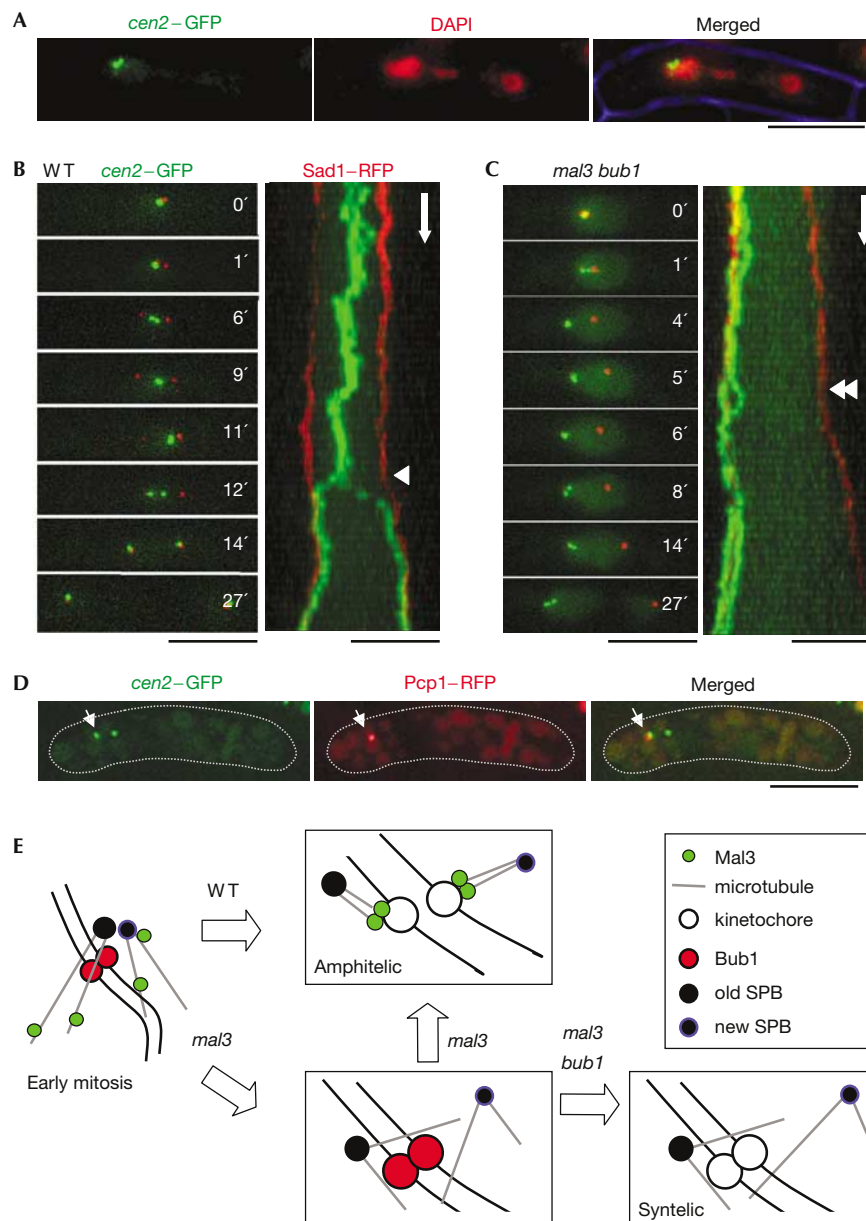 A cen2–GFP DAPI Merged
B WT cen2–GFP Sad1–RFP
0´
1´
6´
9´
11´
12´
14´
27´
C mal3 bub1
0´
1´
4´
5´
6´
8´
14´
27´
D cen2–GFP Pcp1–RFP Merged
E
WT
Early mitosis
mal3
Amphitelic
mal3
mal3
bub1
Syntelic
Mal3
microtubule
kinetochore
Bub1
old SPB
new SPB